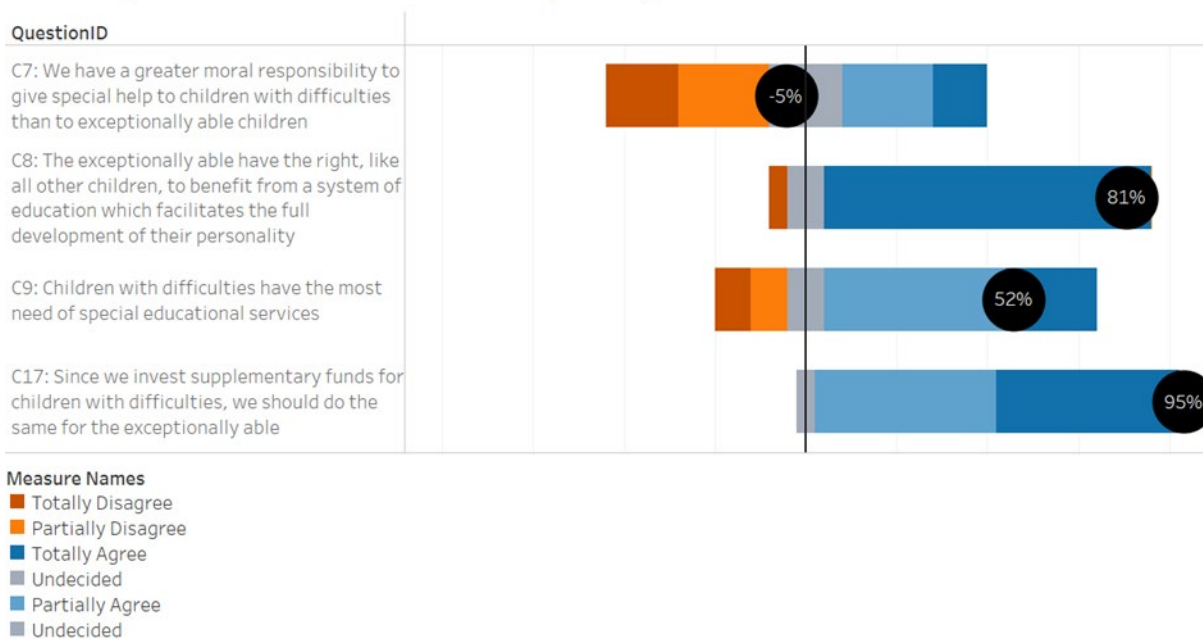 QuestionID
C7: We have a greater moral responsibility to
give special help to children with difficulties
than to exceptionally able children
-5%
C8: The exceptionally able have the right, like
all other children, to benefit from a system of
education which facilitates the full
development of their personality
81%
C9: Children with difficulties have the most
need of special educational services
52%
C17: Since we invest supplementary funds for
children with difficulties, we should do the
same for the exceptionally able
95%
Measure Names
Totally Disagree
Partially Disagree
Totally Agree
Undecided
Partially Agree
Undecided